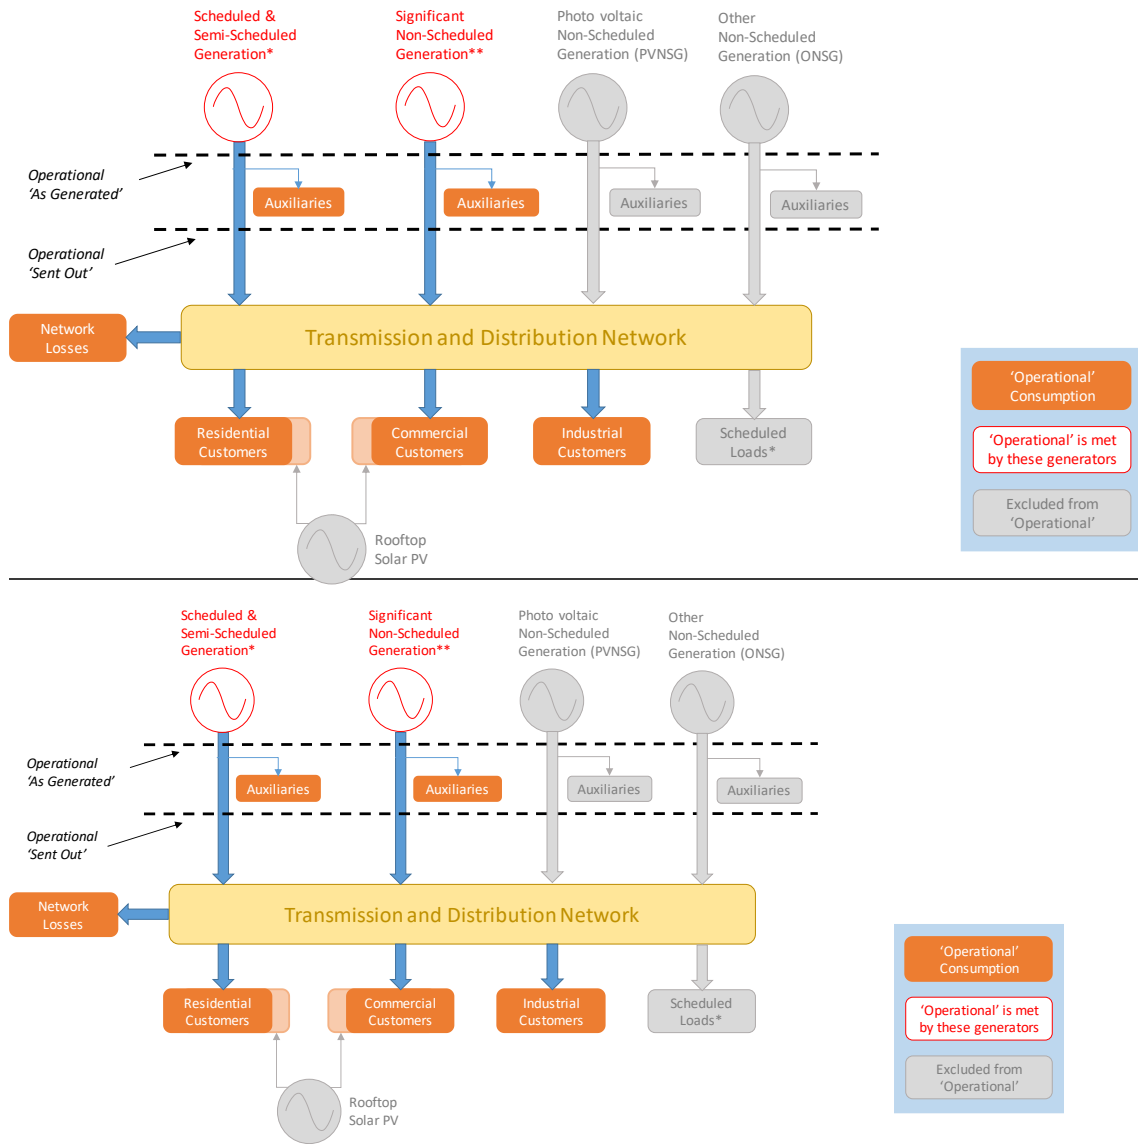 Scheduled &
Semi-Scheduled
Generation*
Significant
Non-Scheduled
Generation**
Photo voltaic
Non-Scheduled
Generation (PVNSG)
Other
Non-Scheduled
Generation (ONSG)
Operational
‘As Generated’
Auxiliaries
Auxiliaries
Auxiliaries
Auxiliaries
Operational
‘Sent Out’
Network
Losses
Transmission and Distribution Network
Residential
Customers
Commercial
Customers
Industrial
Customers
Scheduled
Loads*
Rooftop
Solar PV
‘Operational’
Consumption
‘Operational’ is met
by these generators
Excluded from
‘Operational’
Scheduled &
Semi-Scheduled
Generation*
Significant
Non-Scheduled
Generation**
Photo voltaic
Non-Scheduled
Generation (PVNSG)
Other
Non-Scheduled
Generation (ONSG)
Operational
‘As Generated’
Auxiliaries
Auxiliaries
Auxiliaries
Auxiliaries
Operational
‘Sent Out’
Network
Losses
Transmission and Distribution Network
Residential
Customers
Commercial
Customers
Industrial
Customers
Scheduled
Loads*
Rooftop
Solar PV
‘Operational’
Consumption
‘Operational’ is met
by these generators
Excluded from
‘Operational’